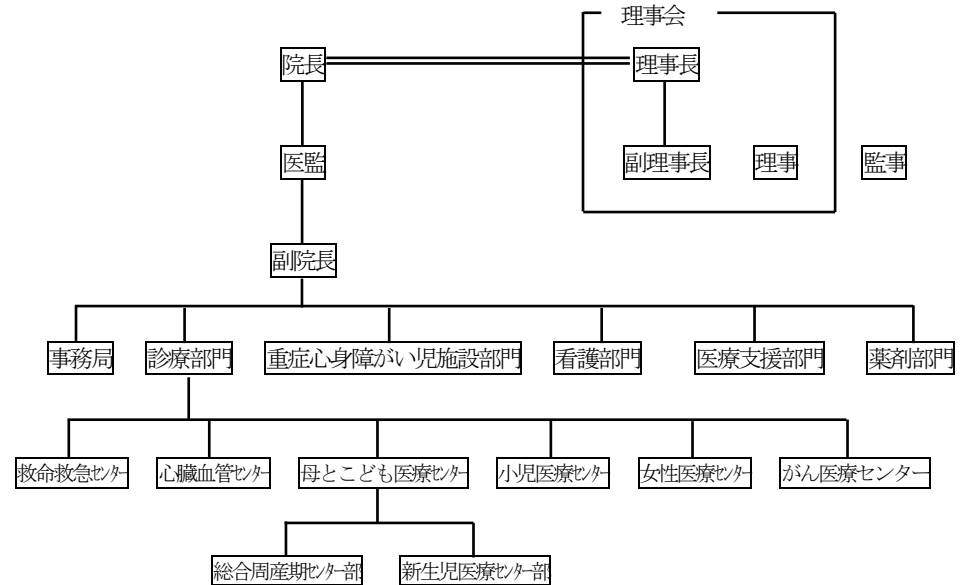 理事会
院長
理事長
医監
副理事長
理事
監事
副院長
事務局
診療部門
重症心身障がい児施設部門
看護部門
医療支援部門
薬剤部門
救命救急ｾﾝﾀｰ
心臓血管ｾﾝﾀｰ
母とこども医療ｾﾝﾀｰ
小児医療ｾﾝﾀｰ
女性医療ｾﾝﾀｰ
がん医療センター
総合周産期ｾﾝﾀｰ部
新生児医療ｾﾝﾀｰ部